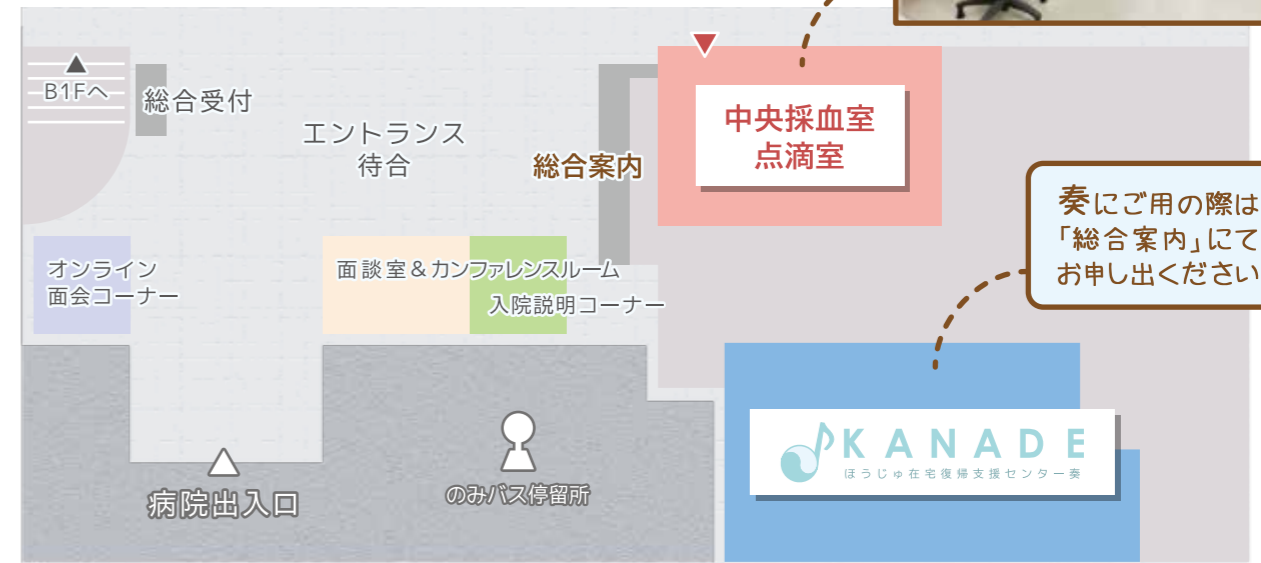 B1Fへ
総合受付
エントランス
待合
総合案内
中央採血室
点滴室
奏にご用の際は
「総合案内」にて
お申し出ください
オンライン
面会コーナー
面談室&カンファレンスルーム
入院説明コーナー
KANADE
ほうじゅ在宅復帰支援センター奏
病院出入口
のみバス停留所